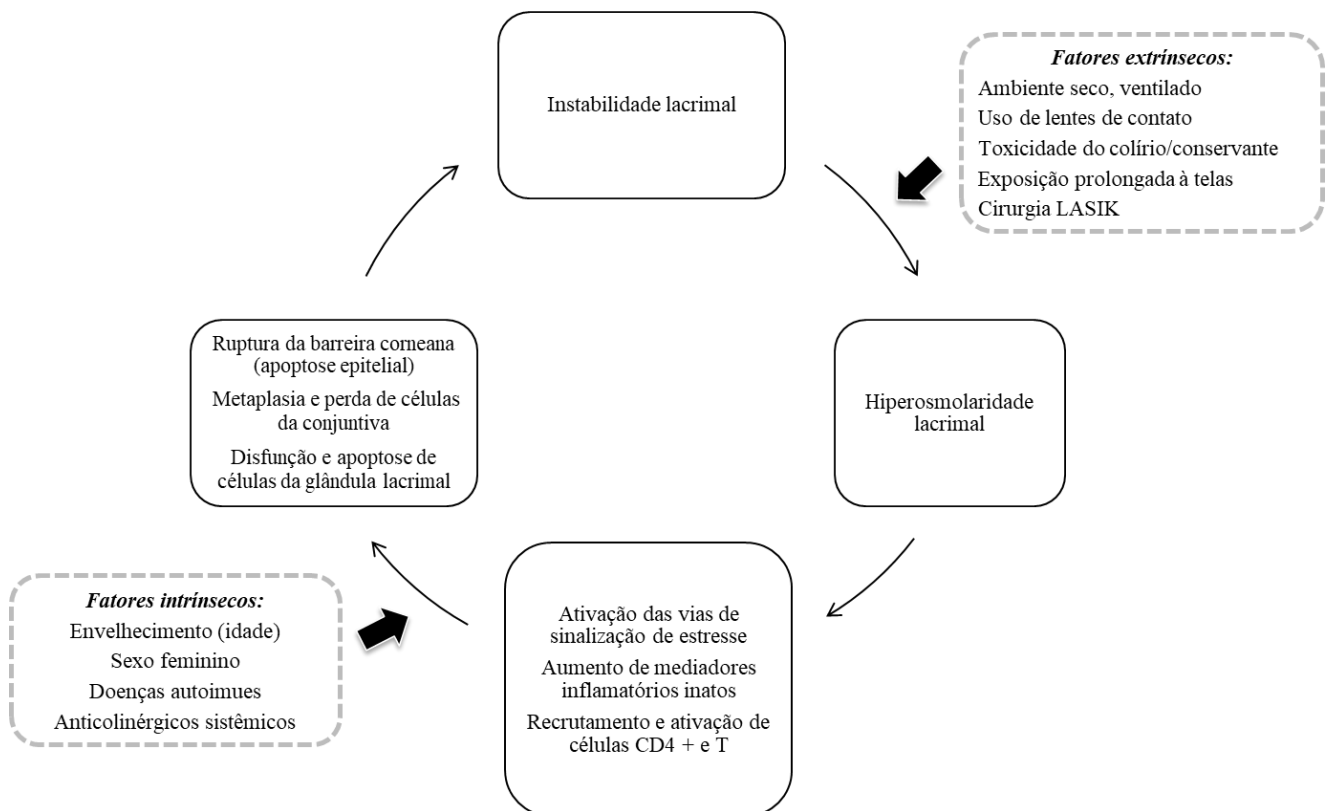 Instabilidade lacrimal
Fatores extrínsecos:
Ambiente seco, ventilado
Uso de lentes de contato
Toxicidade do colírio/conservante
Exposição prolongada à telas
Cirurgia LASIK
Hiperosmolaridade
lacrimal
Ativação das vias de
sinalização de estresse
Aumento de mediadores
inflamatórios inatos
Recrutamento e ativação de
células CD4 + e T
Fatores intrínsecos:
Envelhecimento (idade)
Sexo feminino
Doenças autoimues
Anticolinérgicos sistêmicos
Ruptura da barreira corneana
(apoptose epitelial)
Metaplasia e perda de células
da conjuntiva
Disfunção e apoptose de
células da glândula lacrimal